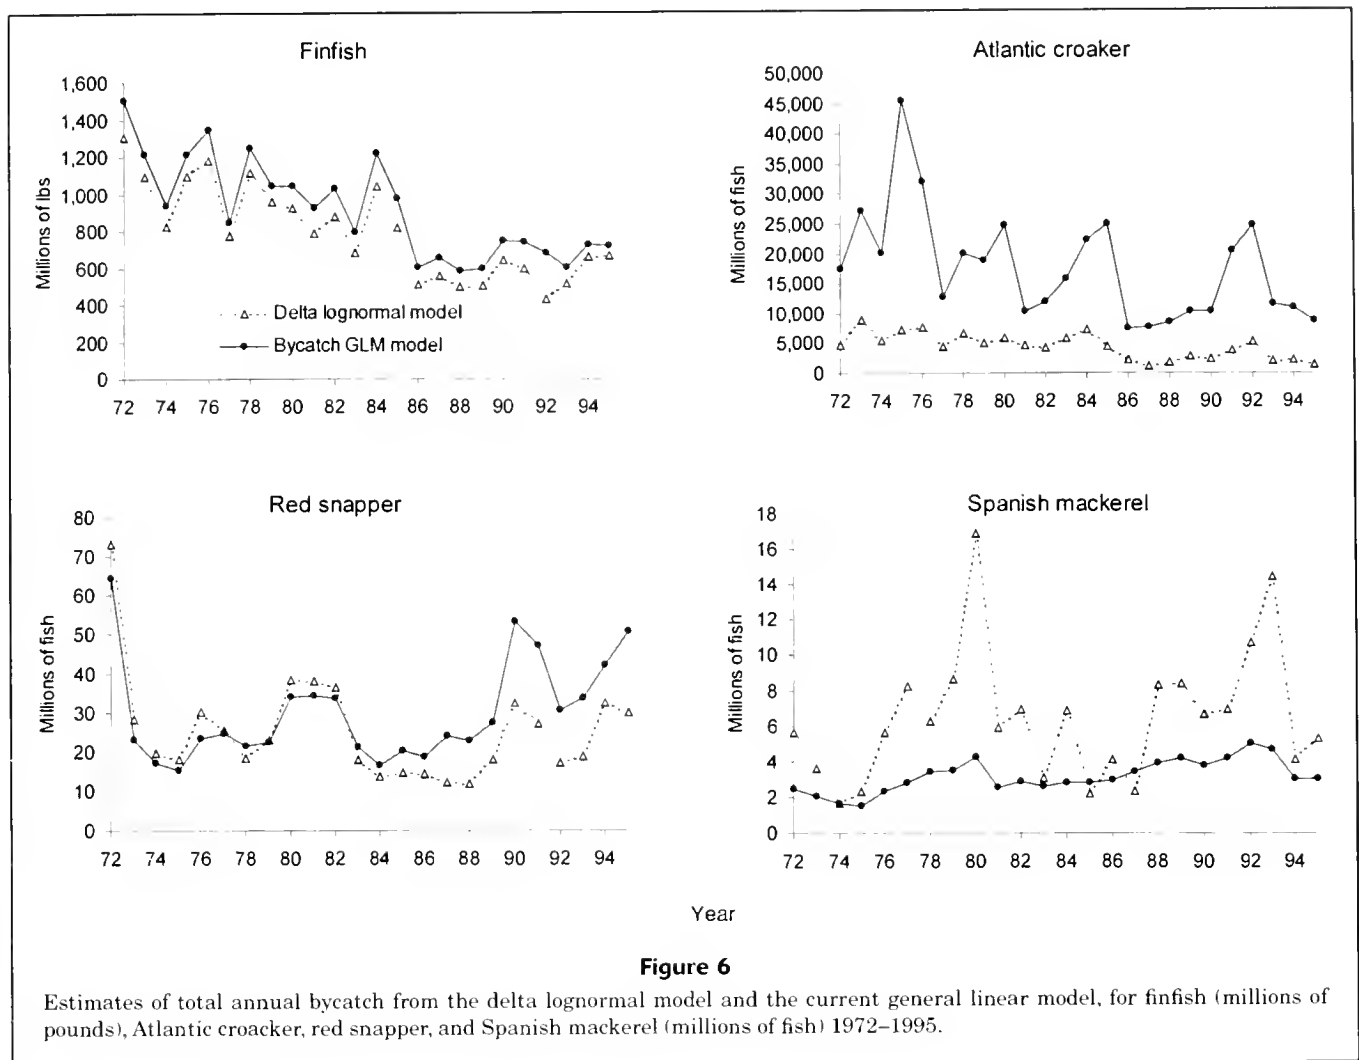 Finfish
1,600
1,400
1,200
1,000
800
600
400
200
0
Millions of lbs
Delta lognormal model
Bycatch GLM model
72 74 76 78 80 82 84 86 88 90 92 94
Atlantic croaker
50,000
45,000
40,000
35,000
30,000
25,000
20,000
15,000
10,000
5,000
0
Millions of fish
72 74 76 78 80 82 84 86 88 90 92 94
Red snapper
80
70
60
50
40
30
20
10
0
Millions of fish
72 74 76 78 80 82 84 86 88 90 92 94
Spanish mackerel
18
16
14
12
10
8
6
4
2
0
Millions of fish
72 74 76 78 80 82 84 86 88 90 92 94
Year
Figure 6
Estimates of total annual bycatch from the delta lognormal model and the current general linear model, for finfish (millions of
pounds), Atlantic croacker, red snapper, and Spanish mackerel (millions of fish) 1972–1995.